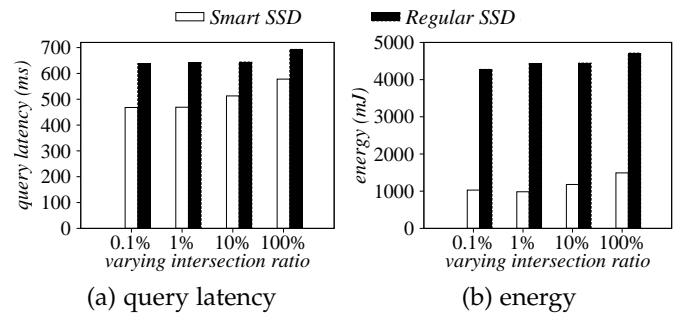 Smart SSD Regular SSD
query latency (ms)
700
600
500
400
300
200
100
0
0.1% 1% 10% 100%
varying intersection ratio
(a) query latency
energy (mJ)
5000
4000
3000
2000
1000
0
0.1% 1% 10% 100%
varying intersection ratio
(b) energy